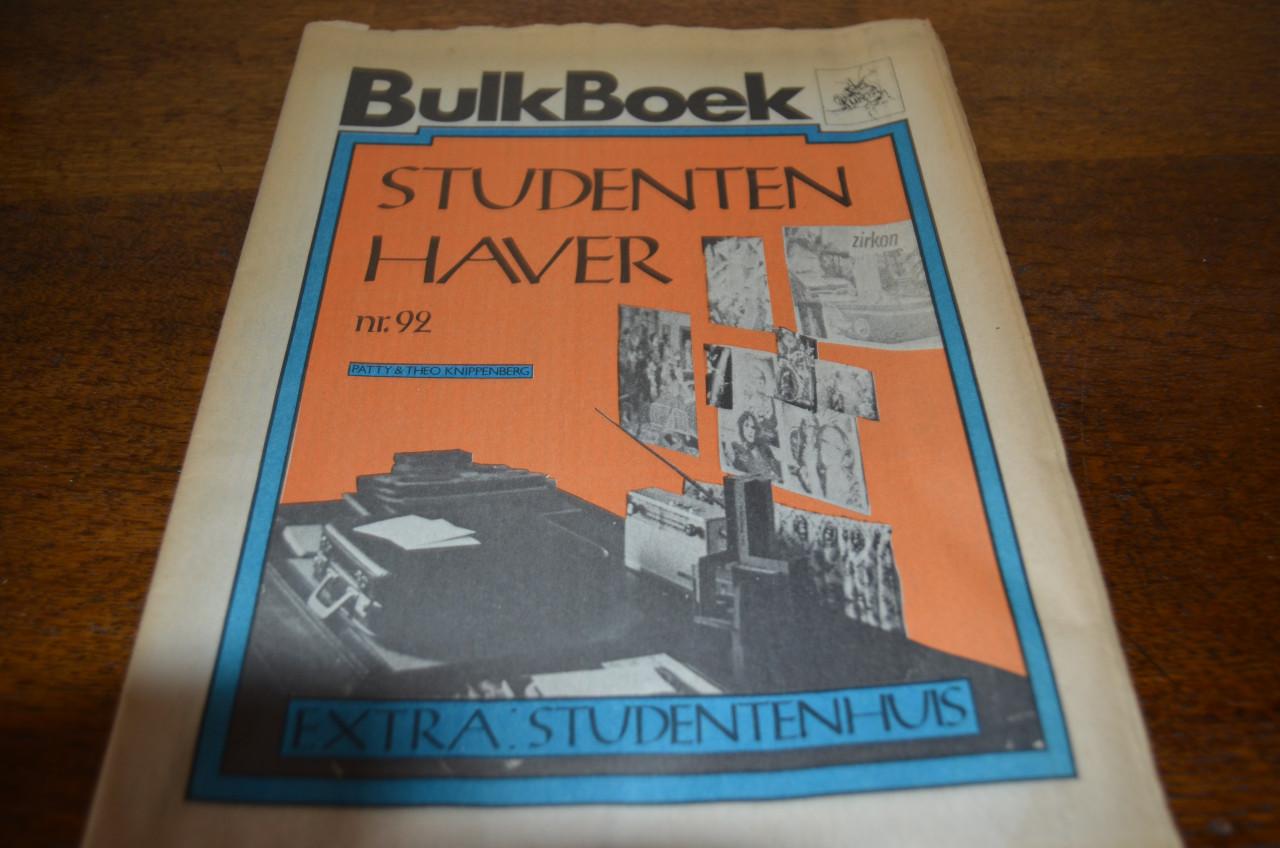 BulkBoek
STUDENTEN
HAVER
zirkon
nr. 92
PATTY & THEO KNIPPENBERG
EXTRA: STUDENTENHUIS